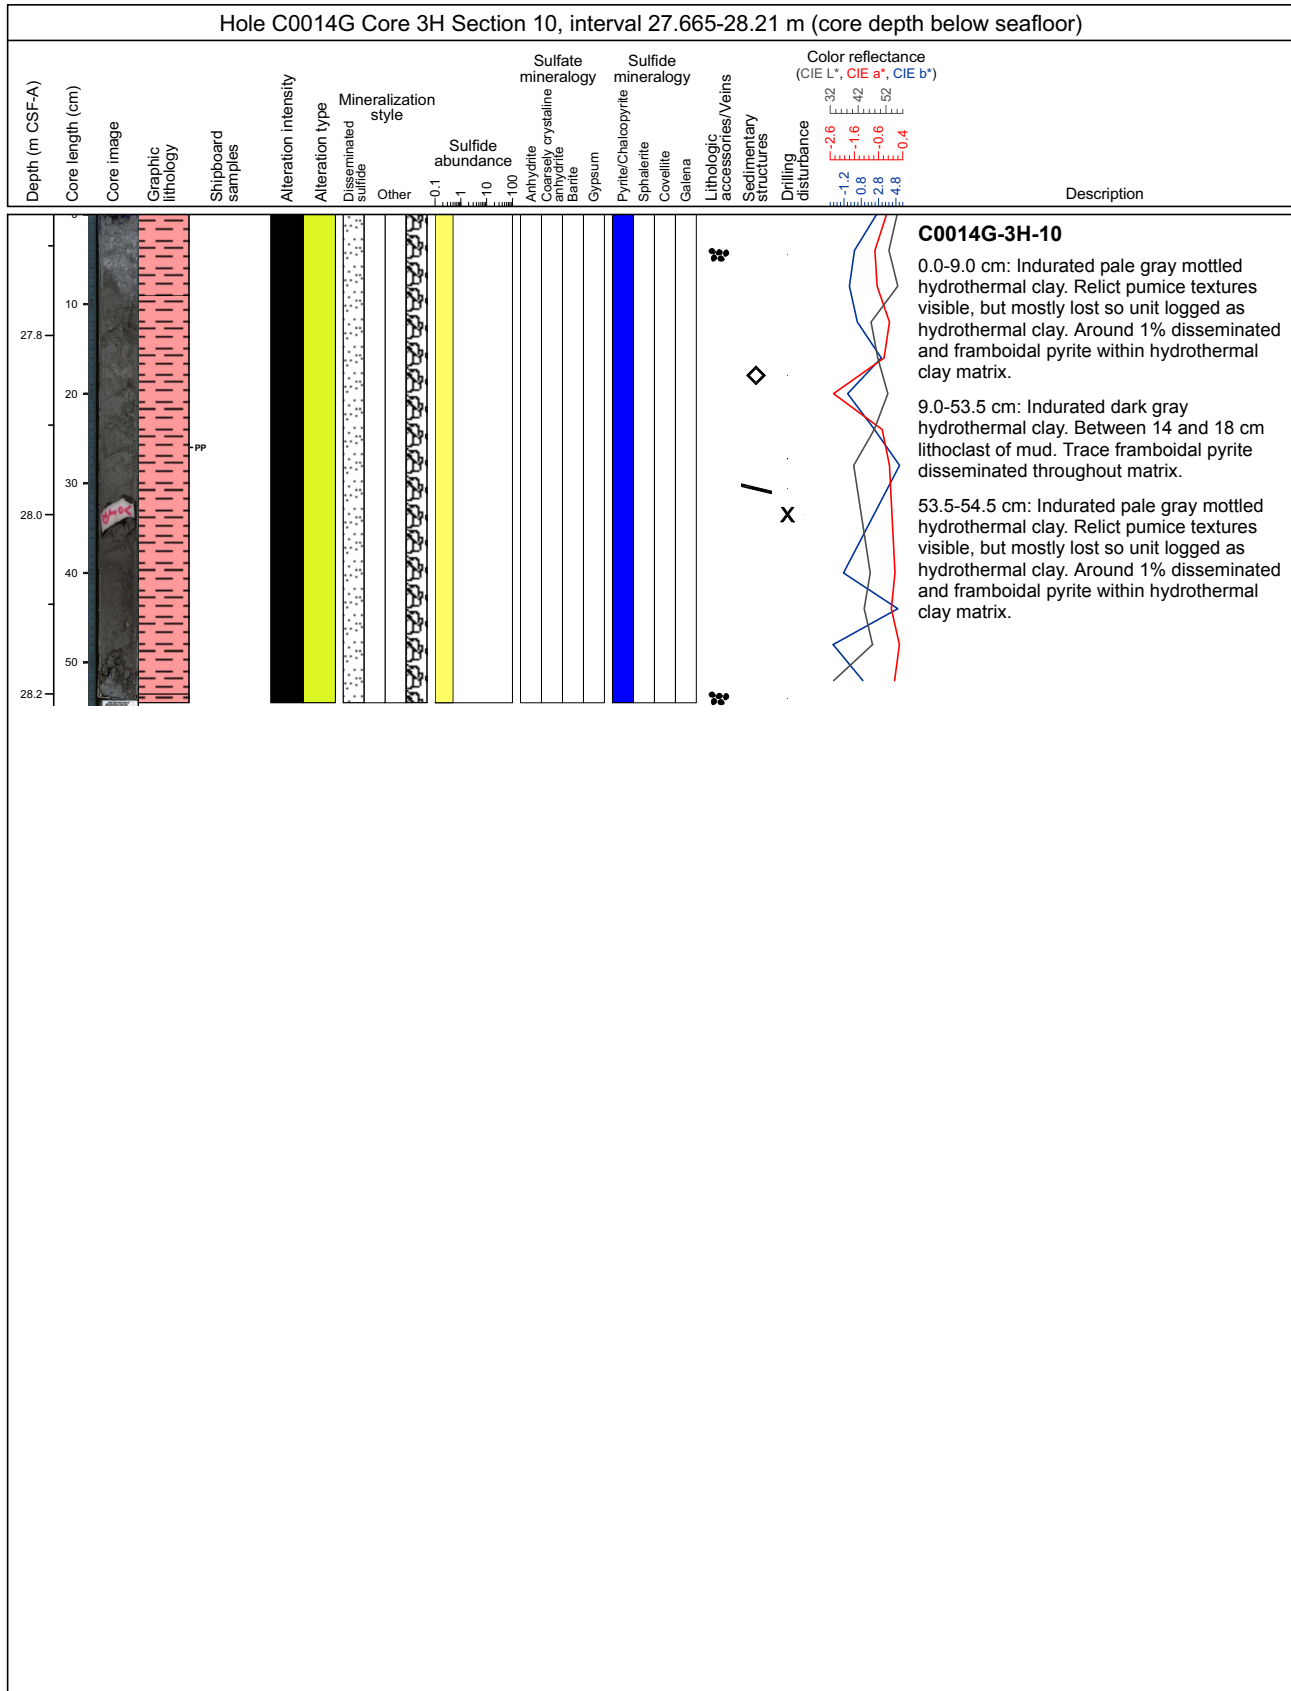 Hole C0014G Core 3H Section 10, interval 27.665-28.21 m (core depth below seafloor)
Depth (m CSF-A)
Core length (cm)
Core image
Graphic
lithology
Shipboard
samples
Alteration intensity
Alteration type
Mineralization
style
Disseminated
sulfide
Other
Sulfide
abundance
0.1
1
10
100
Sulfate
mineralogy
Anhydrite
Coarsely crystaline
anhydrite
Barite
Gypsum
Sulfide
mineralogy
Pyrite/Chalcopyrite
Sphalerite
Covellite
Galena
Lithologic
accessories/Veins
Sedimentary
structures
Drilling
disturbance
Color reflectance
(CIE L*, CIE a*, CIE b*)
32
42
52
-2.6
-1.6
-0.6
0.4
-1.2
0.8
2.8
4.8
Description
0
10
27.8
20
PP
30
28.0
X
40
50
28.2
C0014G-3H-10
0.0-9.0 cm: Indurated pale gray mottled
hydrothermal clay. Relict pumice textures
visible, but mostly lost so unit logged as
hydrothermal clay. Around 1% disseminated
and framboidal pyrite within hydrothermal
clay matrix.
9.0-53.5 cm: Indurated dark gray
hydrothermal clay. Between 14 and 18 cm
lithoclast of mud. Trace framboidal pyrite
disseminated throughout matrix.
53.5-54.5 cm: Indurated pale gray mottled
hydrothermal clay. Relict pumice textures
visible, but mostly lost so unit logged as
hydrothermal clay. Around 1% disseminated
and framboidal pyrite within hydrothermal
clay matrix.